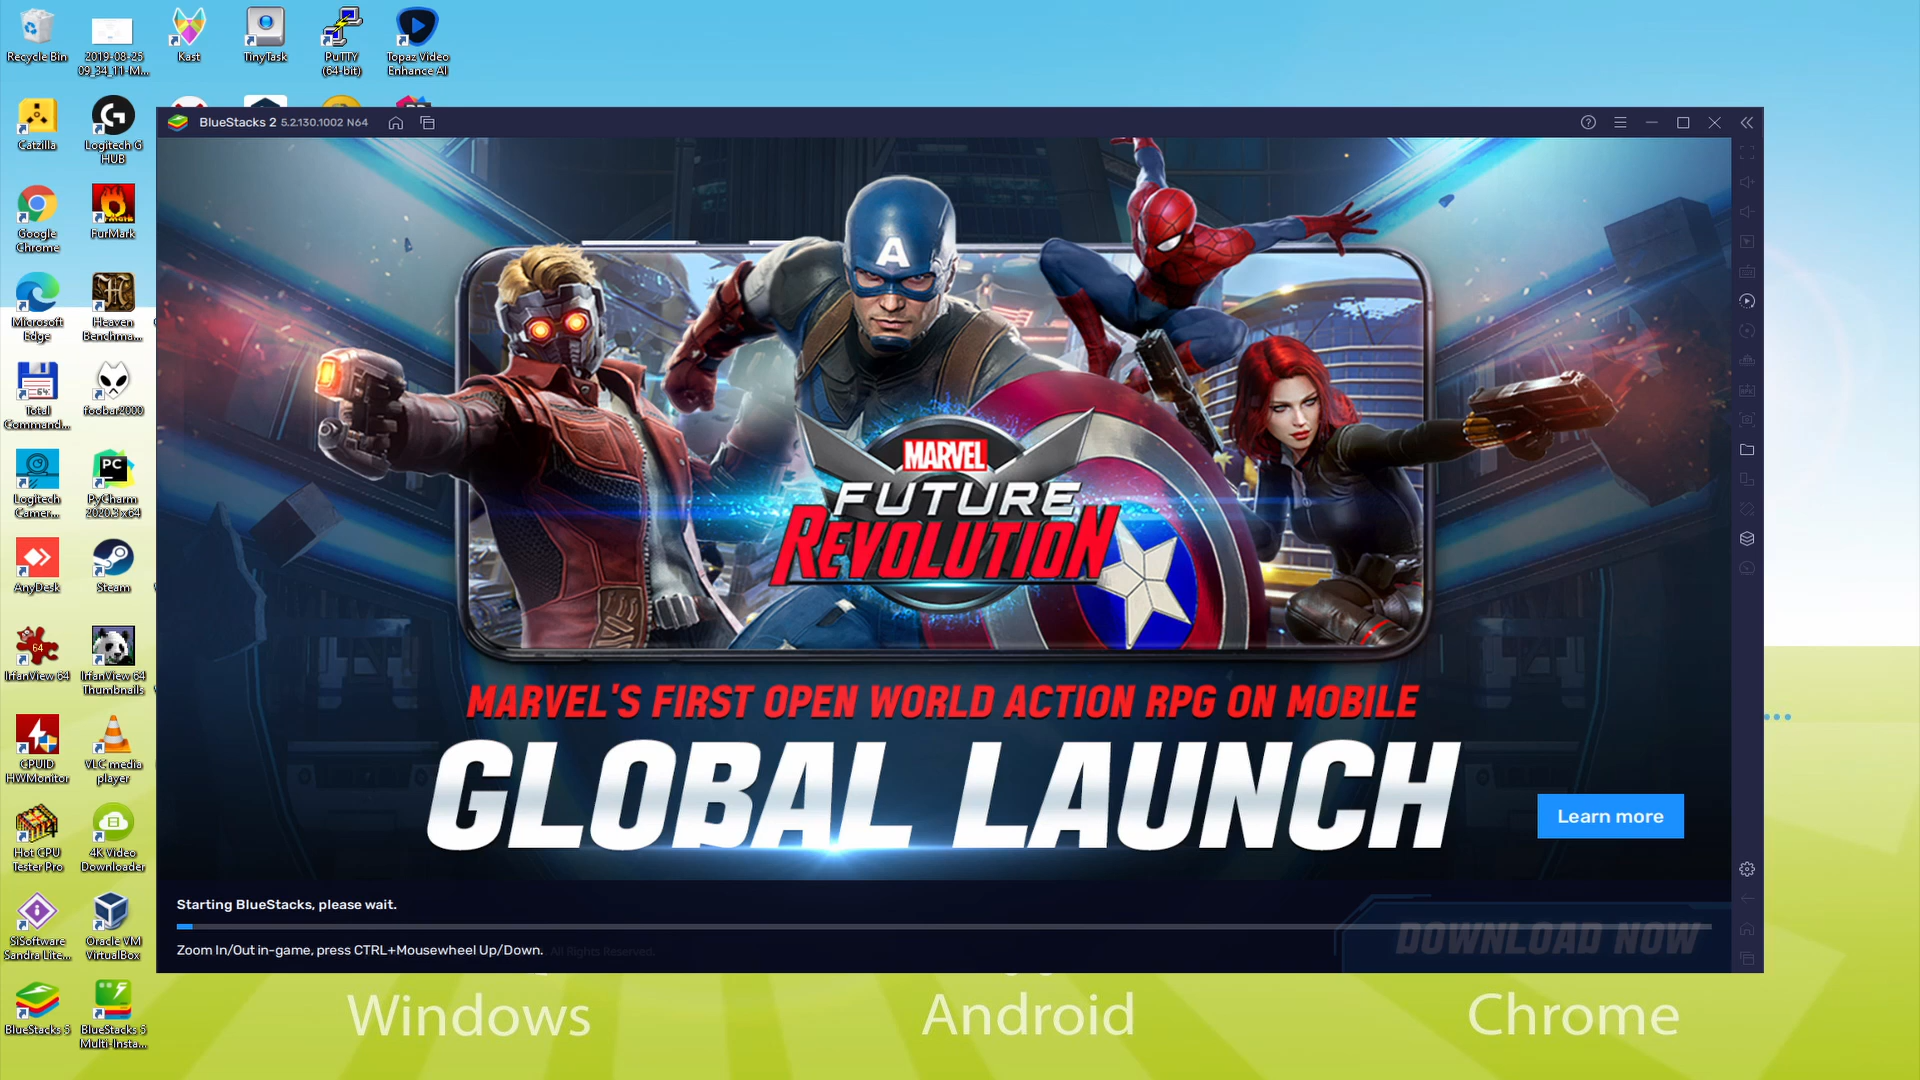 Recycle Bin
2019-08-25
09_34_11-M...
Kast
TinyTask
PuTTY
(64-bit)
Topaz Video
Enhance AI
Catzilla
Logitech G
HUB
Google
Chrome
FurMark
Microsoft
Edge
Heaven
Benchma...
Total
Command...
foobar2000
Logitech
Camer...
PC
PyCharm
2020.3 x64
AnyDesk
Steam
64
IrfanView 64
IrfanView 64
Thumbnails
CPUID
HWMonitor
VLC media
player
Hot CPU
Tester Pro
4K Video
Downloader
SiSoftware
Sandra Lite...
Oracle VM
VirtualBox
BlueStacks 5
BlueStacks 5
Multi-Insta...
BlueStacks 2 5.2.130.1002 N64
A
MARVEL
FUTURE
REVOLUTION
MARVEL'S FIRST OPEN WORLD ACTION RPG ON MOBILE
GLOBAL LAUNCH
Learn more
Starting BlueStacks, please wait.
DOWNLOAD NOW
Zoom In/Out in-game, press CTRL+Mousewheel Up/Down.
All Rights Reserved.
Windows
Android
Chrome